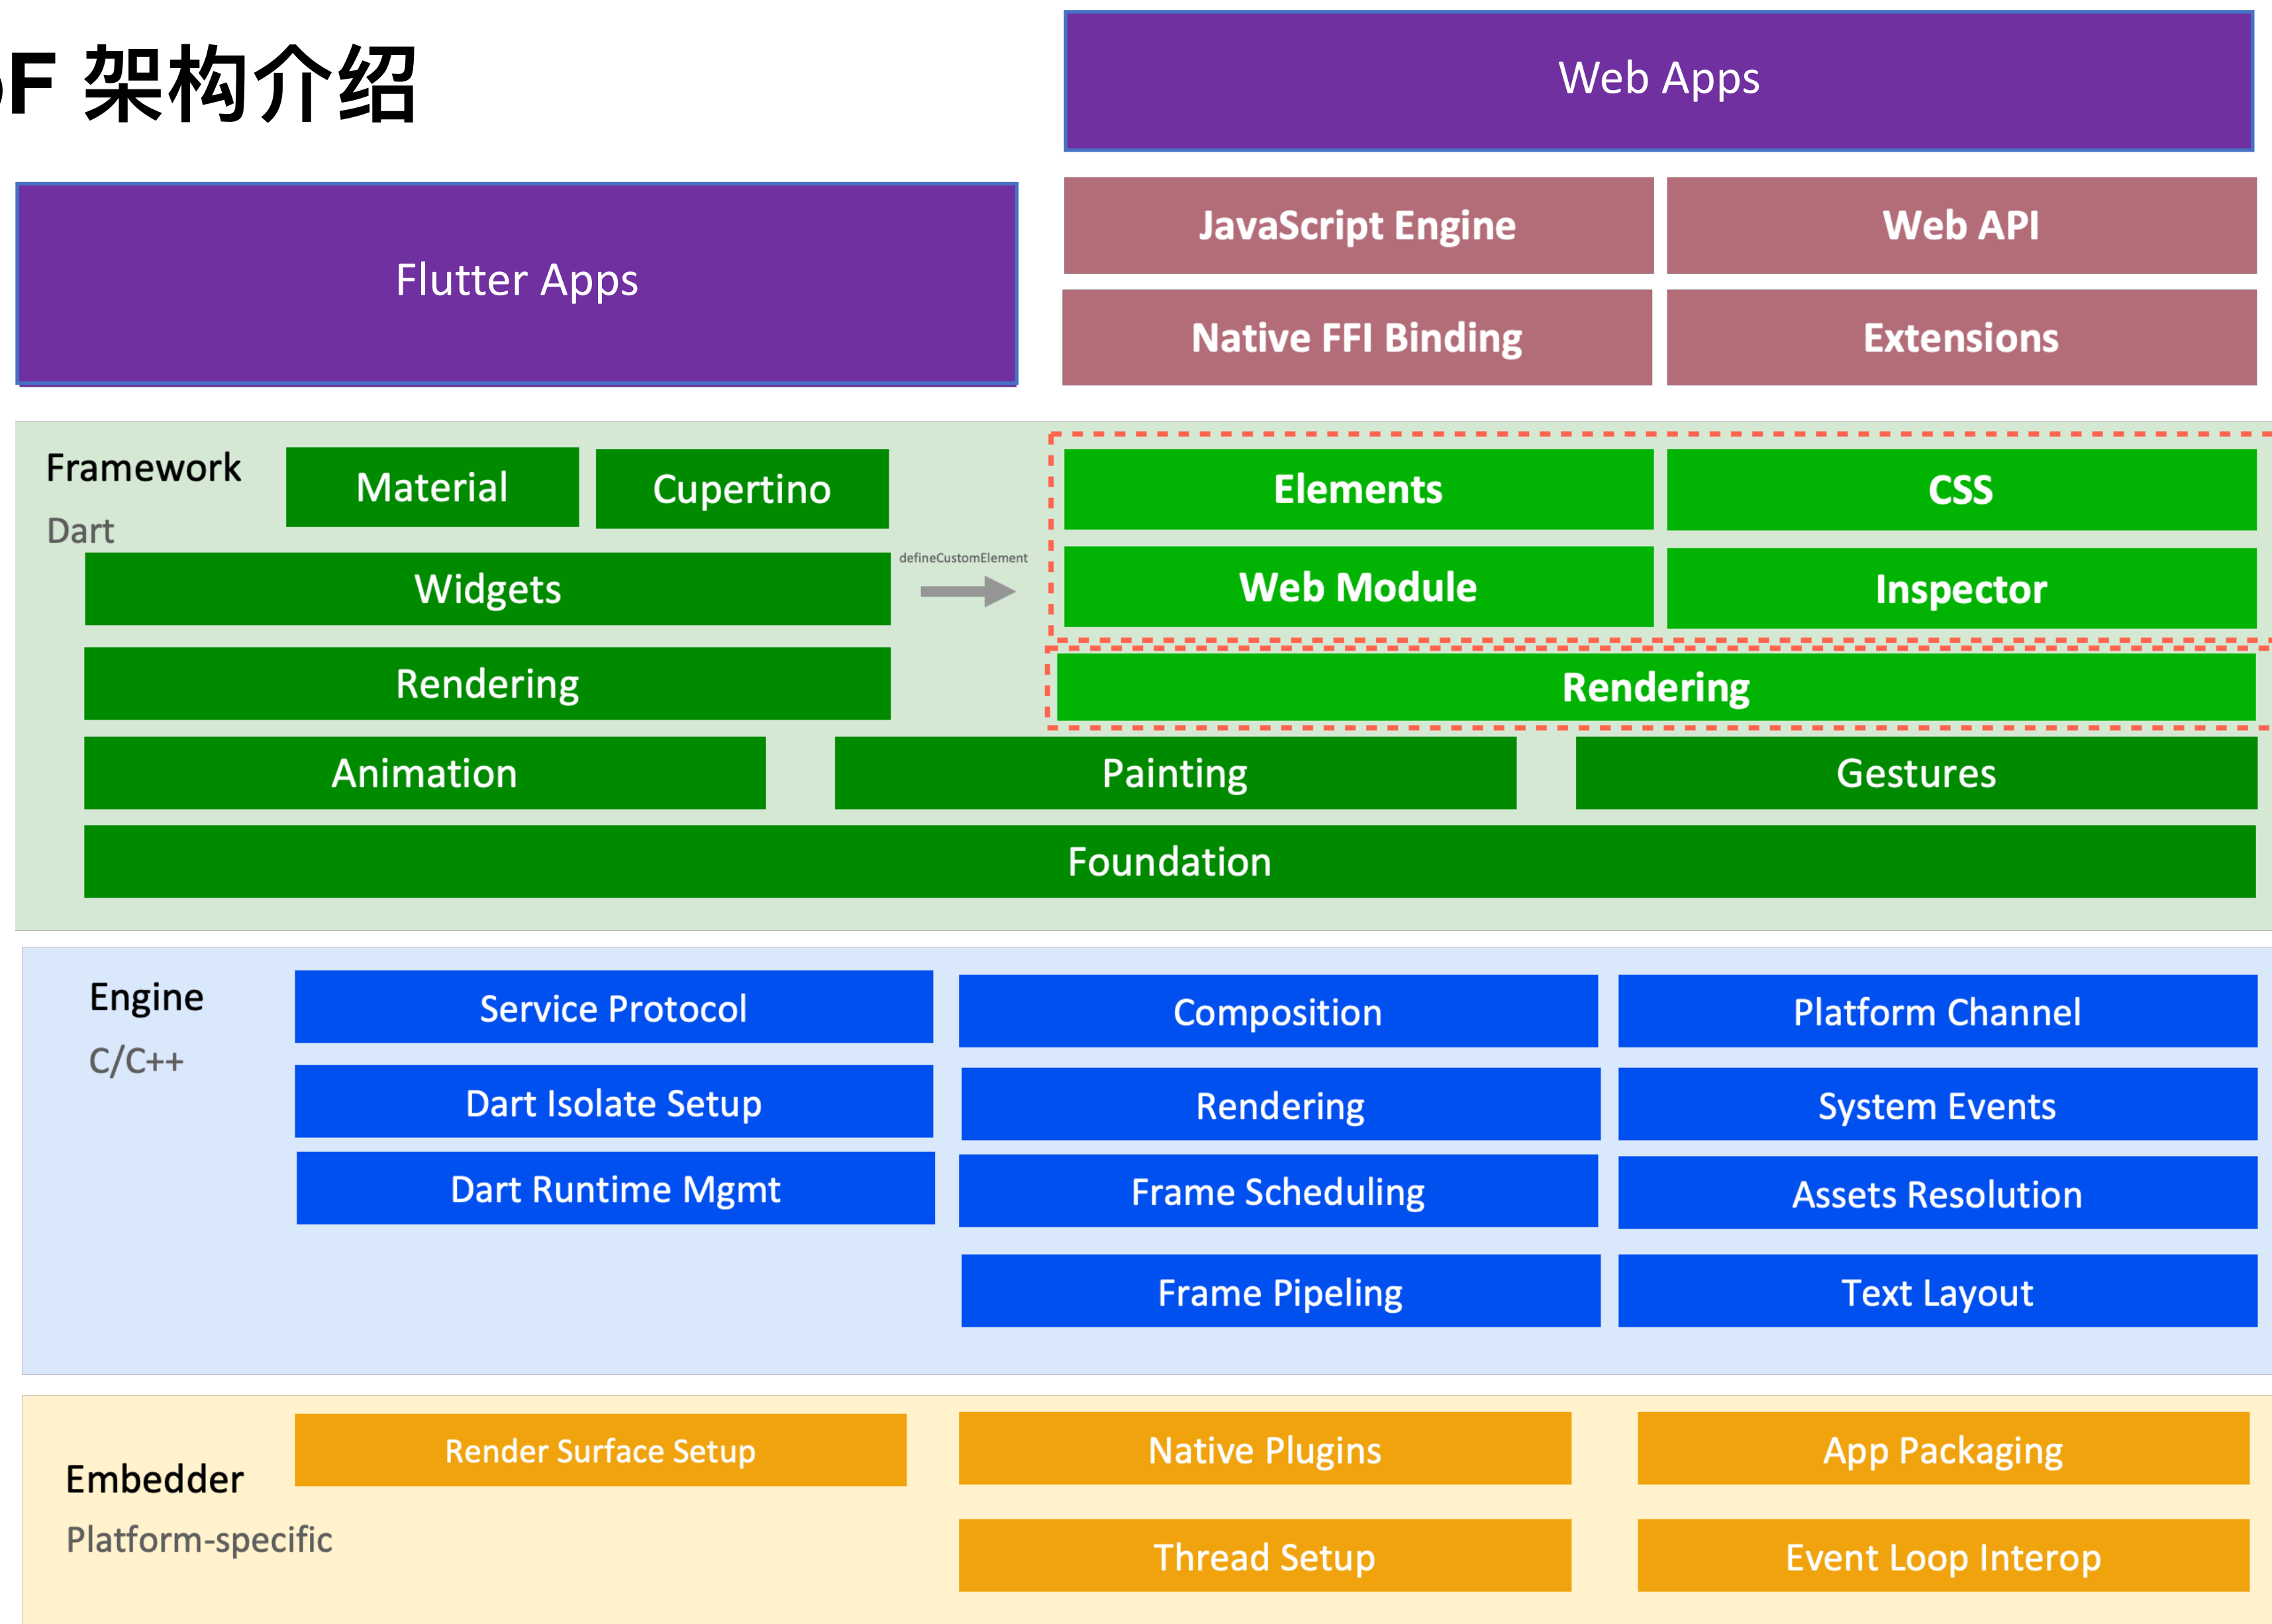 F 架构介绍
Web Apps
Flutter Apps
JavaScript Engine
Web API
Native FFI Binding
Extensions
Framework
Dart
Material
Cupertino
Widgets
defineCustomElement
Elements
CSS
Web Module
Inspector
Rendering
Rendering
Animation
Painting
Gestures
Foundation
Engine
C/C++
Service Protocol
Composition
Platform Channel
Dart Isolate Setup
Rendering
System Events
Dart Runtime Mgmt
Frame Scheduling
Assets Resolution
Frame Pipeling
Text Layout
Embedder
Platform-specific
Render Surface Setup
Native Plugins
App Packaging
Thread Setup
Event Loop Interop